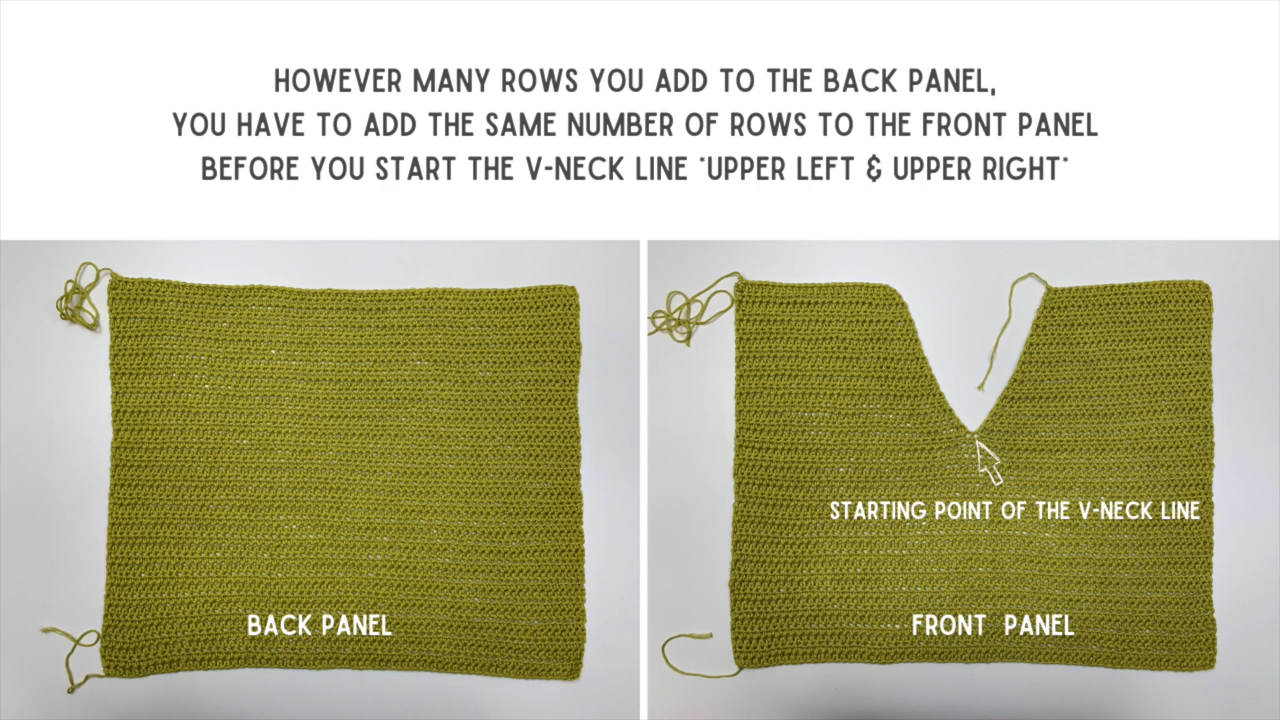 HOWEVER MANY ROWS YOU ADD TO THE BACK PANEL,
YOU HAVE TO ADD THE SAME NUMBER OF ROWS TO THE FRONT PANEL
BEFORE YOU START THE V-NECK LINE *UPPER LEFT & UPPER RIGHT*
STARTING POINT OF THE V-NECK LINE
BACK PANEL
FRONT PANEL